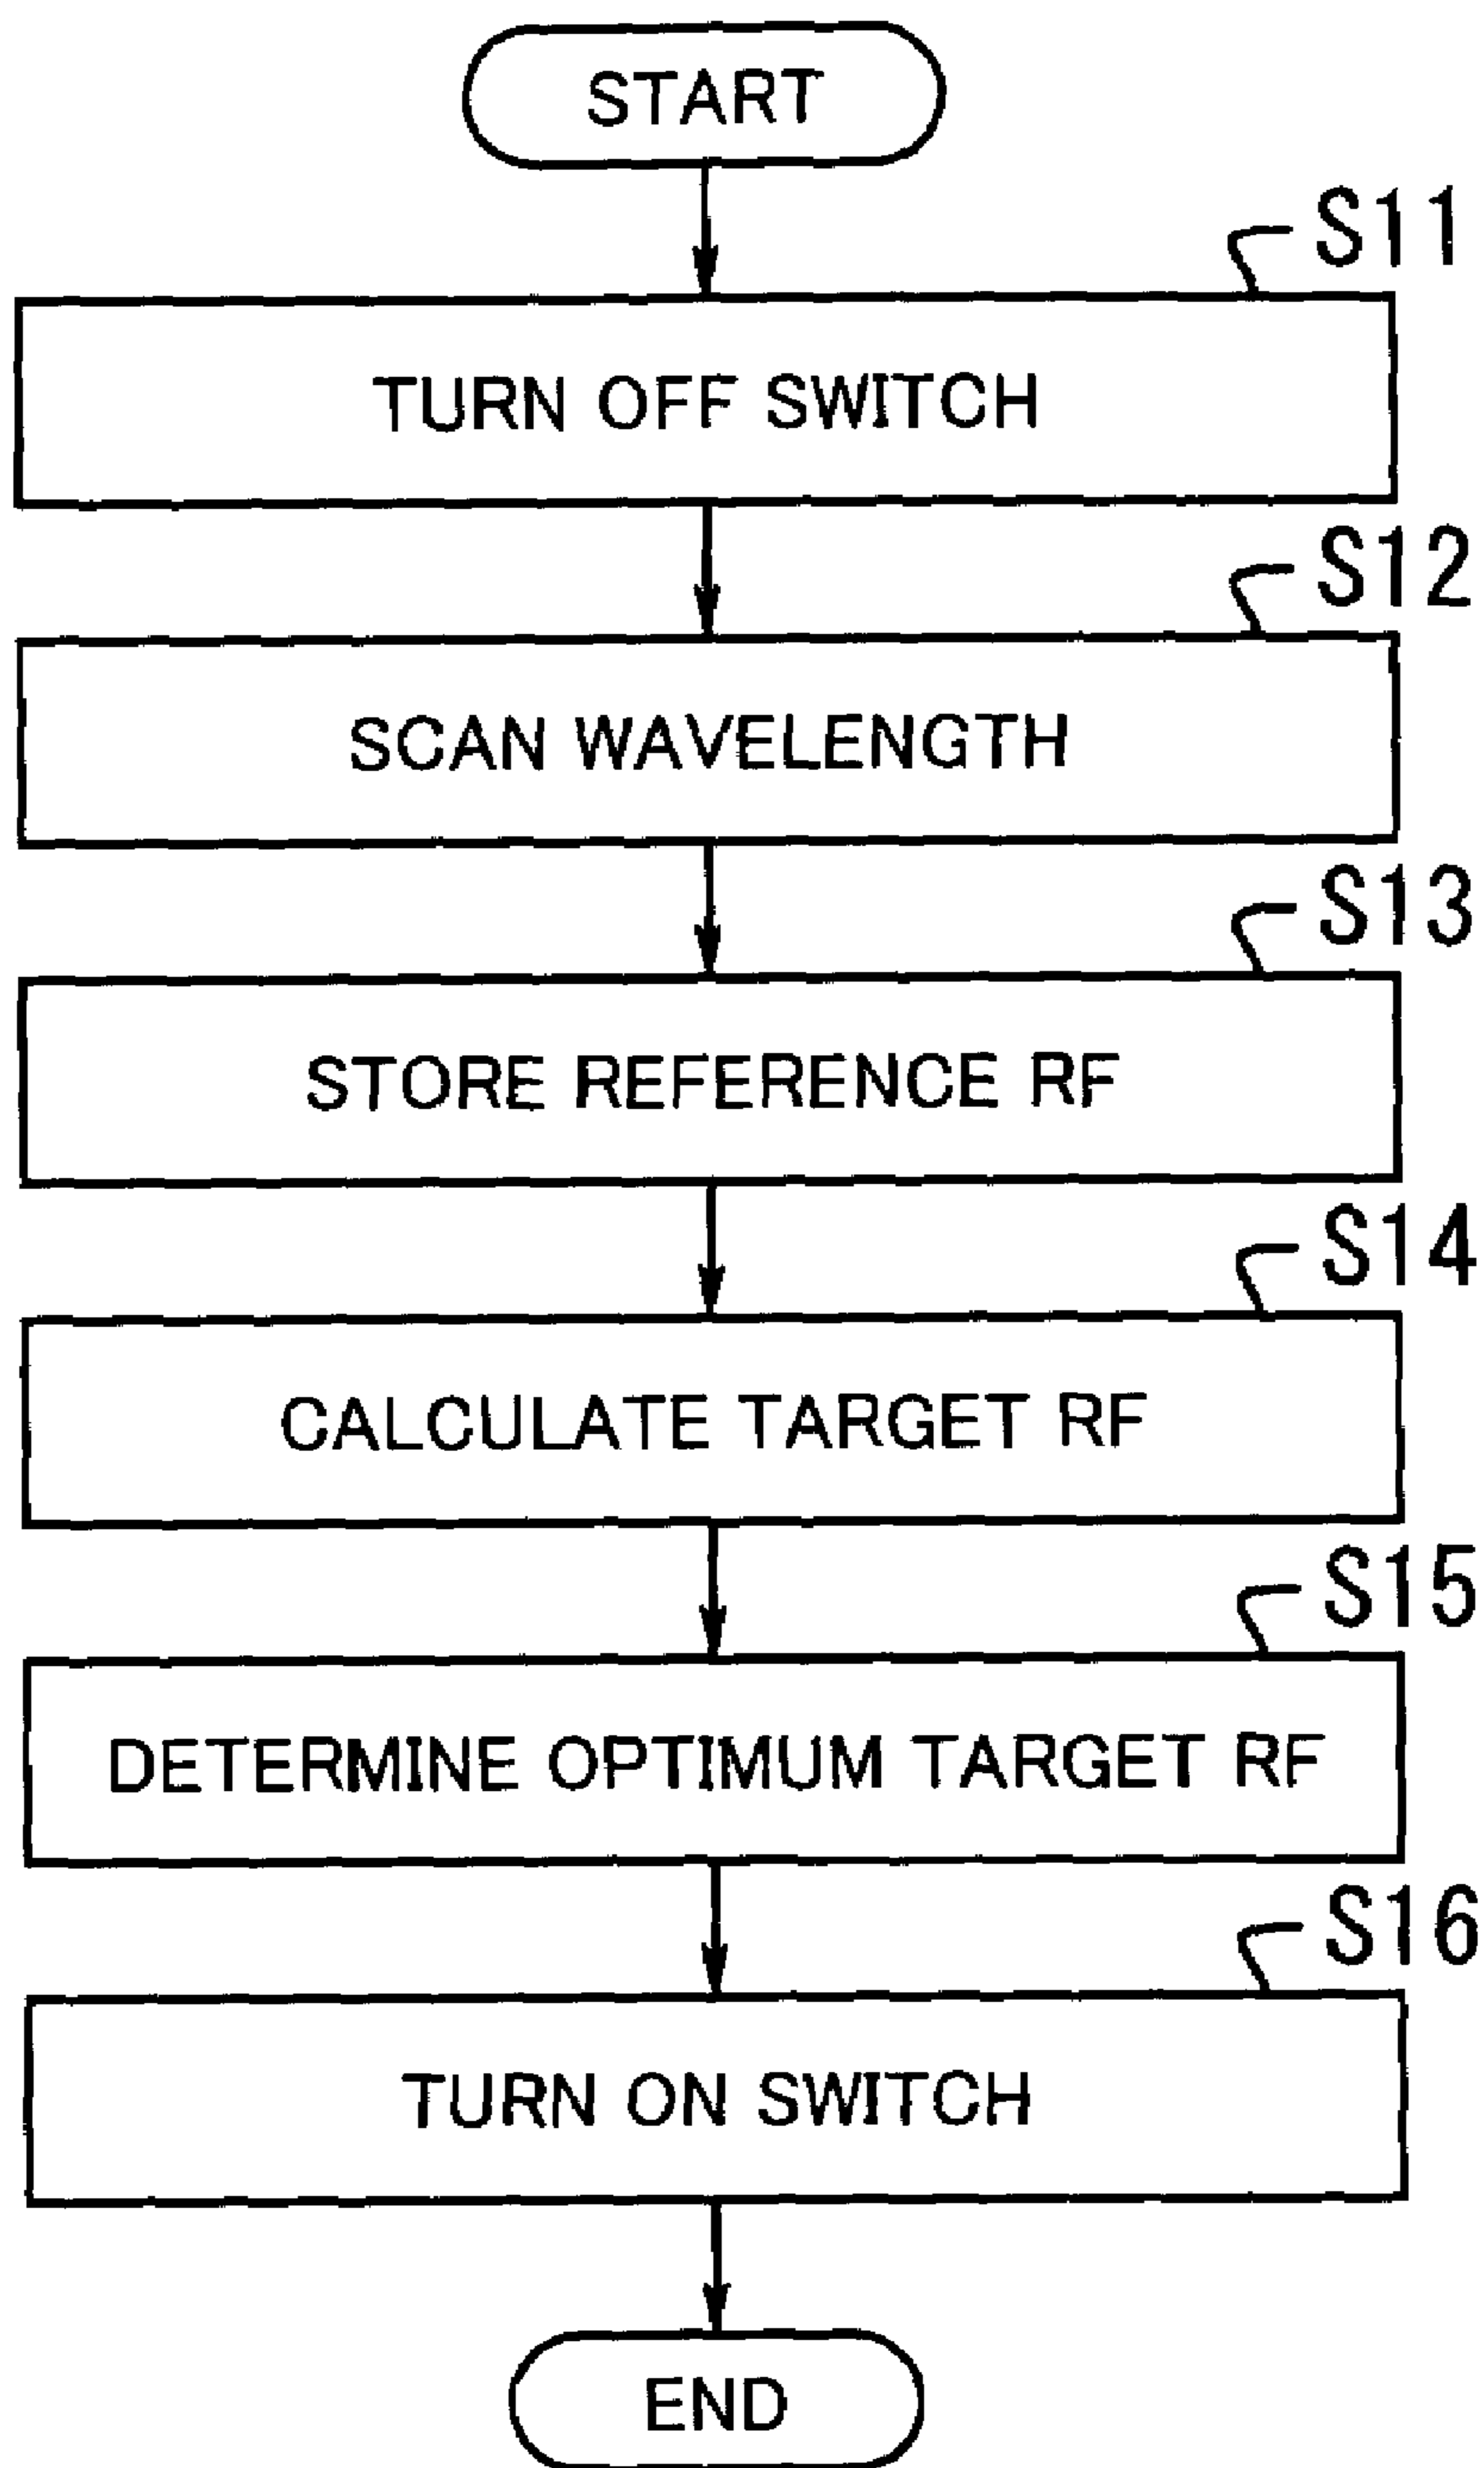 START
S11
TURN OFF SWITCH
S12
SCAN WAVELENGTH
S13
STORE REFERENCE RF
S14
CALCULATE TARGET RF
S15
DETERMINE OPTIMUM TARGET RF
S16
TURN ON SWITCH
END